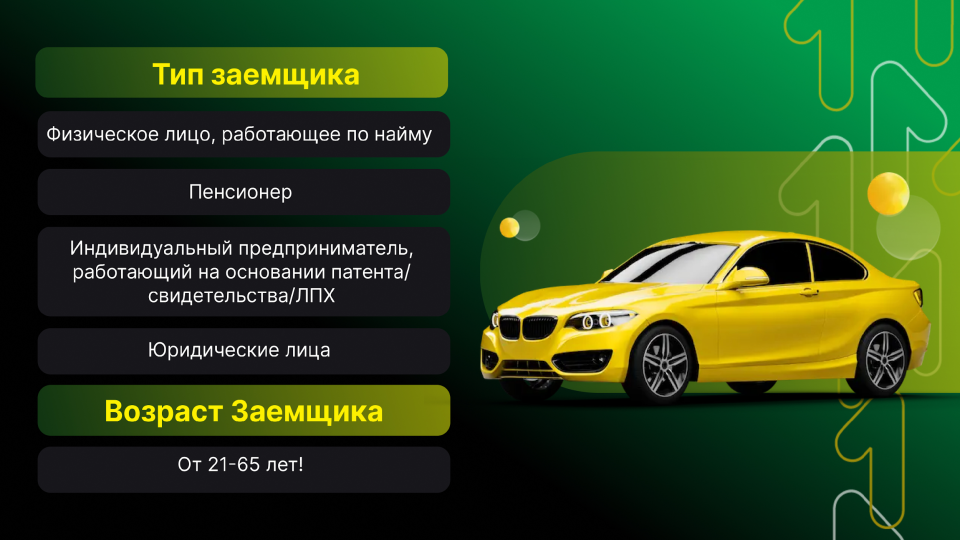 Тип заемщика
Физическое лицо, работающее по найму
Пенсионер
Индивидуальный предприниматель,
работающий на основании патента/
свидетельства/ЛПХ
Юридические лица
Возраст Заемщика
От 21-65 лет!